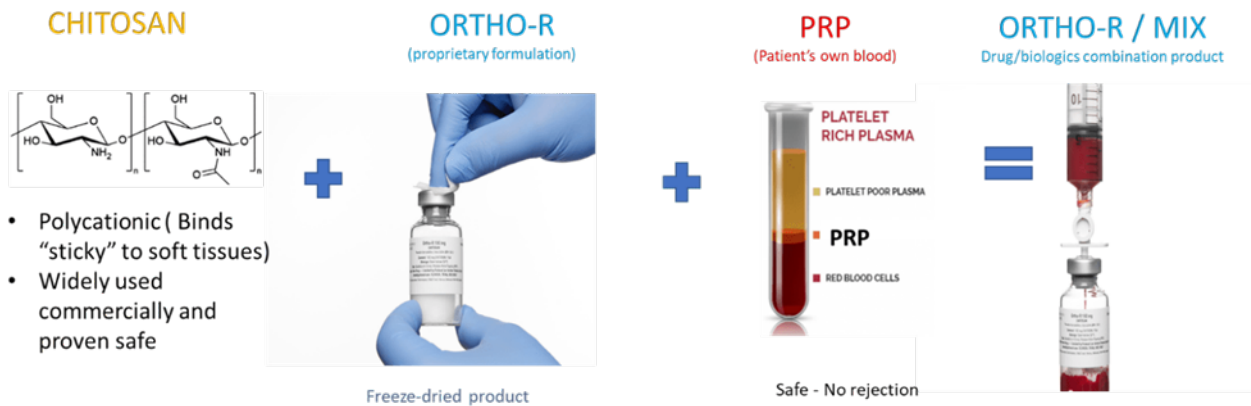 CHITOSAN
ORTHO-R
(proprietary formulation)
PRP
(Patient's own blood)
ORTHO-R / MIX
Drug/biologics combination product
OH
OH
O
O
O
O
HO
HO
NH₂
n
NH
n
O
PLATELET
RICH PLASMA
PLATELET POOR PLASMA
PRP
RED BLOOD CELLS
10
• Polycationic ( Binds
"sticky" to soft tissues)
• Widely used
commercially and
proven safe
Freeze-dried product
Safe - No rejection